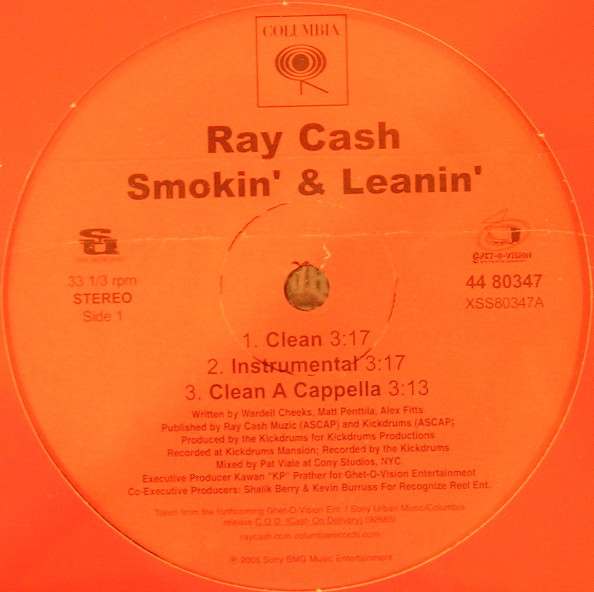 COLUMBIA
Ray Cash
Smokin' & Leanin'
su
GHET-O-VISION
33 1/3 rpm
44 80347
STEREO
XSS80347A
Side 1
1. Clean 3:17
2. Instrumental 3:17
3. Clean A Cappella 3:13
Written by Wardell Cheeks, Matt Penttila, Alex Fitts
Published by Ray Cash Muzic (ASCAP) and Kickdrums (ASCAP)
Produced by the Kickdrums for Kickdrums Productions
Recorded at Kickdrums Mansion; Recorded by the Kickdrums
Mixed by Pat Viala at Sony Studios, NYC
Executive Producer Kawan "KP" Prather for Ghet-O-Vision Entertainment
Co-Executive Producers: Shalik Berry & Kevin Burruss For Recognize Reel Ent.
Taken from the forthcoming Ghet-O-Vision Ent. / Sony Urban Music/Columbia
release C.O.D. (Cash On Delivery) (92685)
raycash.com columbiarecords.com
℗ 2005 Sony BMG Music Entertainment